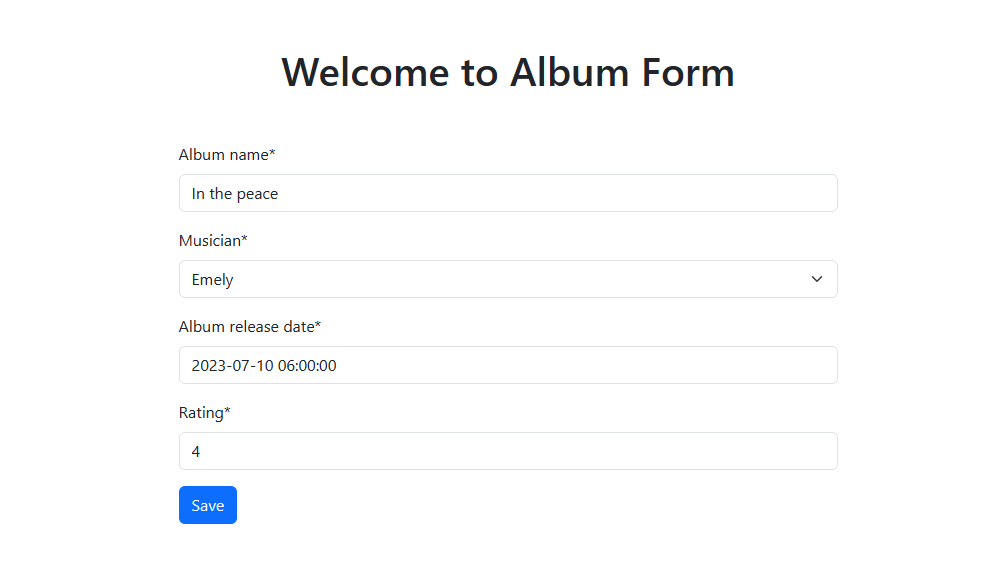 Welcome to Album Form
Album name*
In the peace
Musician*
Emely
Album release date*
2023-07-10 06:00:00
Rating*
4
Save